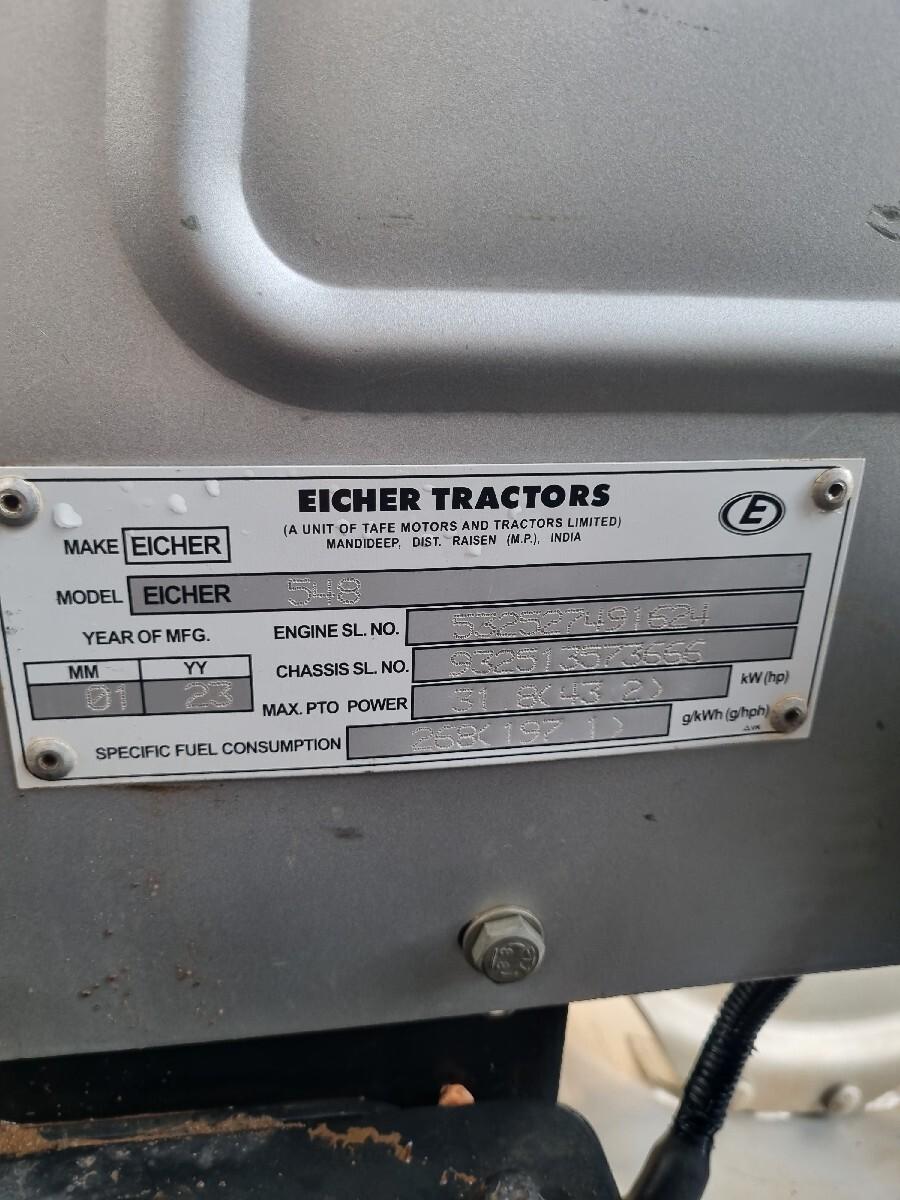 EICHER TRACTORS
(A UNIT OF TAFE MOTORS AND TRACTORS LIMITED)
MANDIDEEP, DIST. RAISEN (M.P.), INDIA
E
MAKE EICHER
MODEL EICHER 548
YEAR OF MFG.
MM YY
01 23
ENGINE SL. NO. 532527491624
CHASSIS SL. NO. 932513573666
MAX. PTO POWER 31.8(43.2) kW (hp)
SPECIFIC FUEL CONSUMPTION 268(197.1) g/kWh (g/hph)